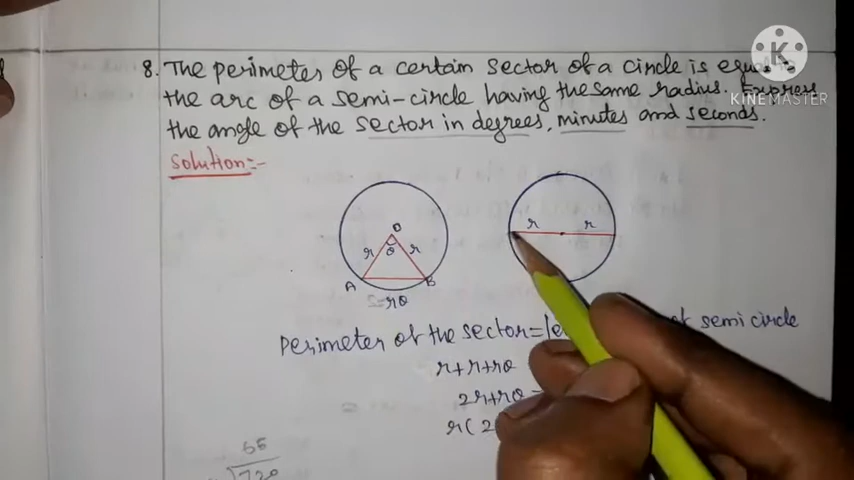 8. The perimeter of a certain sector of a circle is equal to
the arc of a semi-circle having the same radius. Express
the angle of the sector in degrees, minutes and seconds.
Solution:-
KINEMASTER
O
r θ r
r r
A B
S=rθ
Perimeter of the sector = of semi circle
r+r+rθ
2r+rθ =
r(2
720